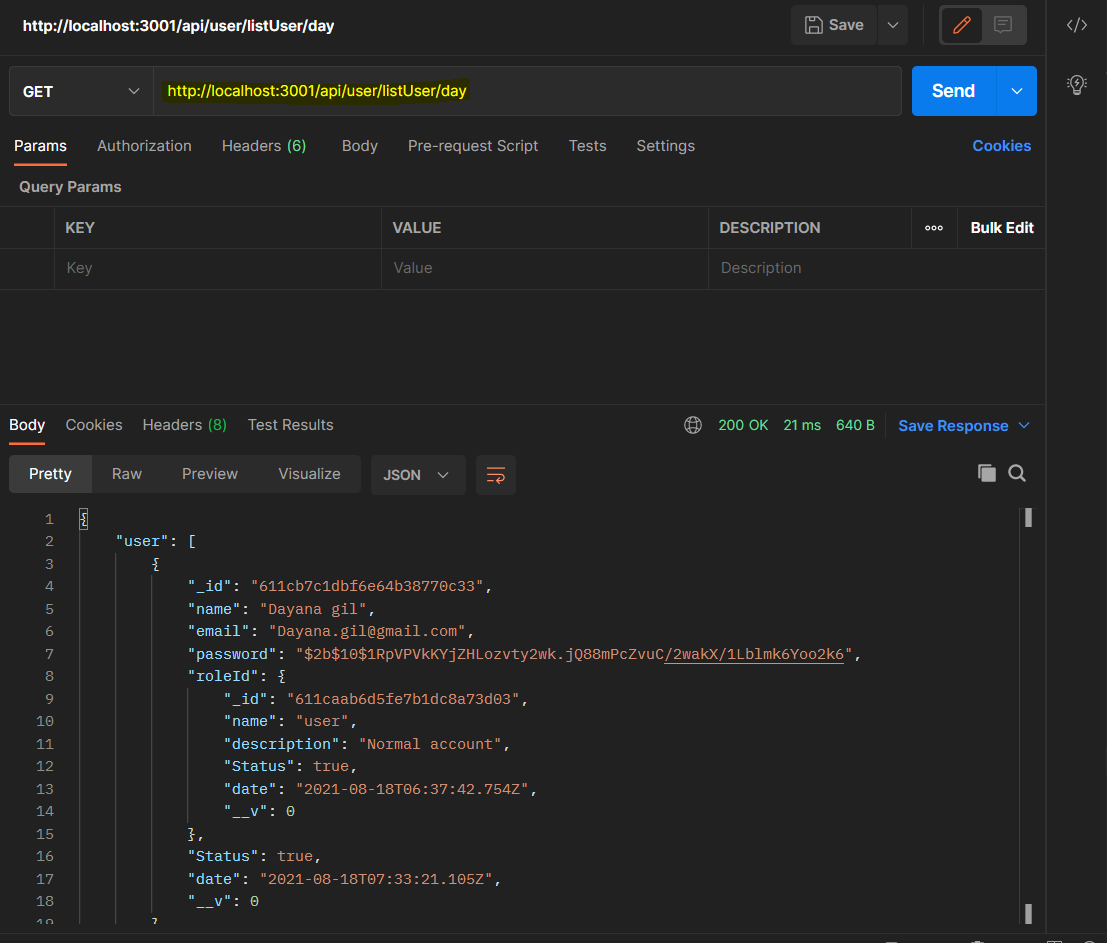 http://localhost:3001/api/user/listUser/day
Save
GET
http://localhost:3001/api/user/listUser/day
Send
Params Authorization Headers (6) Body Pre-request Script Tests Settings Cookies
Query Params
KEY VALUE DESCRIPTION ooo Bulk Edit
Key Value Description
Body Cookies Headers (8) Test Results 200 OK 21 ms 640 B Save Response
Pretty Raw Preview Visualize JSON
1 {
2 "user": [
3 {
4 "_id": "611cb7c1dbf6e64b38770c33",
5 "name": "Dayana gil",
6 "email": "Dayana.gil@gmail.com",
7 "password": "$2b$10$1RpVPVkKYjZHLozvty2wk.jQ88mPcZvuC/2wakX/1Lblmk6Yoo2k6",
8 "roleId": {
9 "_id": "611caab6d5fe7b1dc8a73d03",
10 "name": "user",
11 "description": "Normal account",
12 "Status": true,
13 "date": "2021-08-18T06:37:42.754Z",
14 "__v": 0
15 },
16 "Status": true,
17 "date": "2021-08-18T07:33:21.105Z",
18 "__v": 0
19 }